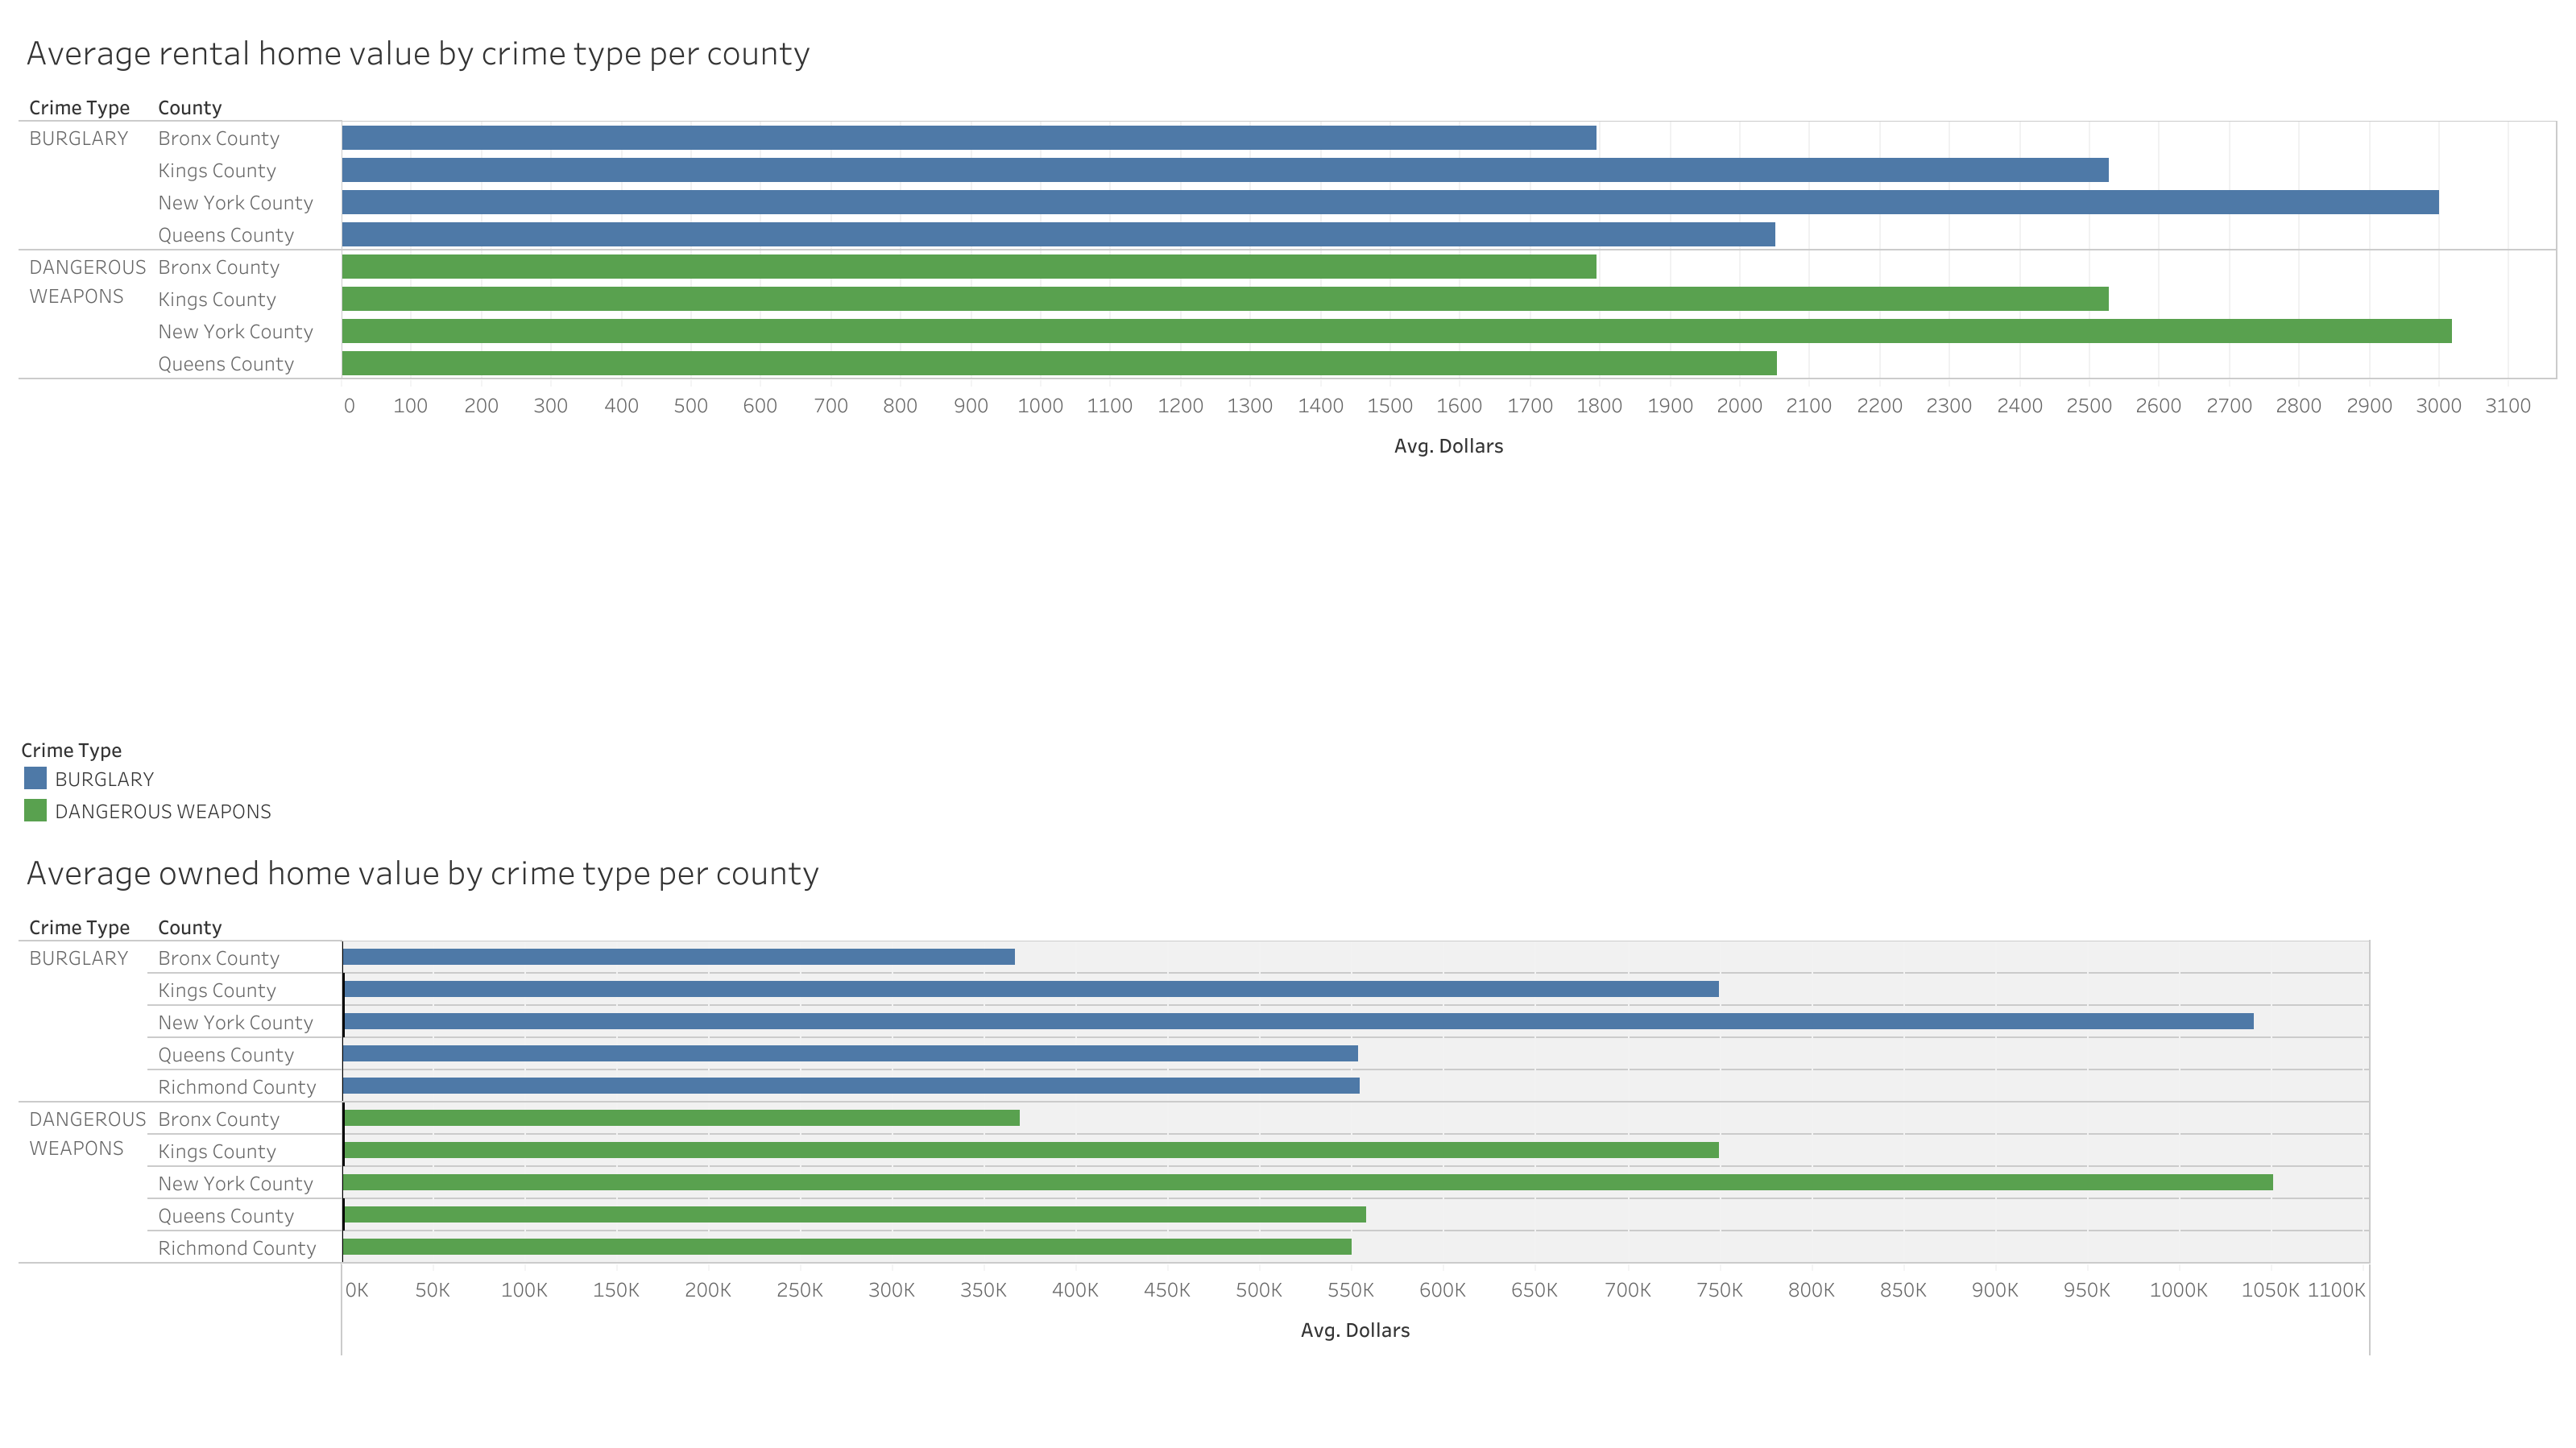 Average rental home value by crime type per county
Crime Type County
BURGLARY Bronx County
Kings County
New York County
Queens County
DANGEROUS Bronx County
WEAPONS Kings County
New York County
Queens County
0 100 200 300 400 500 600 700 800 900 1000 1100 1200 1300 1400 1500 1600 1700 1800 1900 2000 2100 2200 2300 2400 2500 2600 2700 2800 2900 3000 3100
Avg. Dollars
Crime Type
BURGLARY
DANGEROUS WEAPONS
Average owned home value by crime type per county
Crime Type County
BURGLARY Bronx County
Kings County
New York County
Queens County
Richmond County
DANGEROUS Bronx County
WEAPONS Kings County
New York County
Queens County
Richmond County
0K 50K 100K 150K 200K 250K 300K 350K 400K 450K 500K 550K 600K 650K 700K 750K 800K 850K 900K 950K 1000K 1050K 1100K
Avg. Dollars